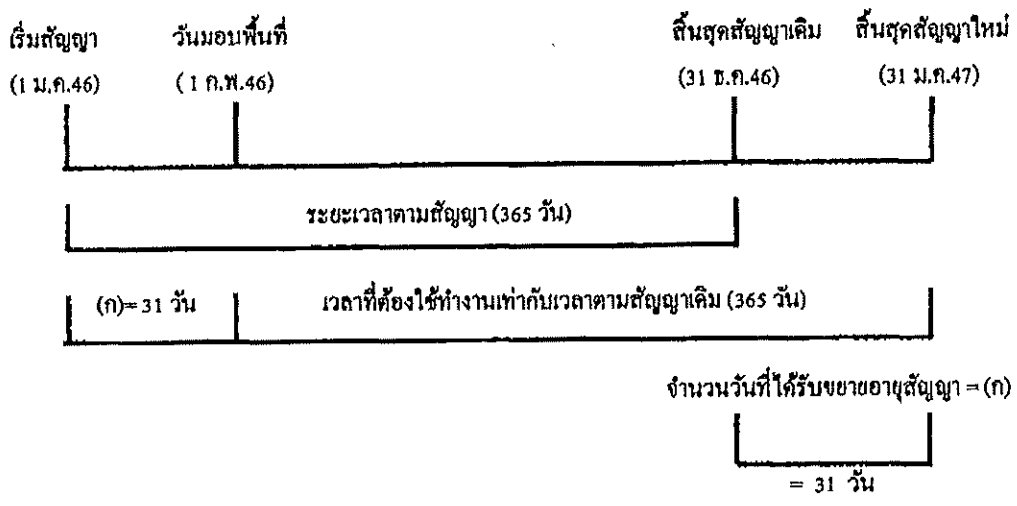 เริ่มสัญญา วันมอบพื้นที่ สิ้นสุดสัญญาเดิม สิ้นสุดสัญญาใหม่
(1 ม.ค.46) ( 1 ก.พ.46) (31 ธ.ค.46) (31 ม.ค.47)
ระยะเวลาตามสัญญา (365 วัน)
(ก)= 31 วัน เวลาที่ต้องใช้ทำงานเท่ากับเวลาตามสัญญาเดิม (365 วัน)
จำนวนวันที่ได้รับขยายอายุสัญญา = (ก)
= 31 วัน